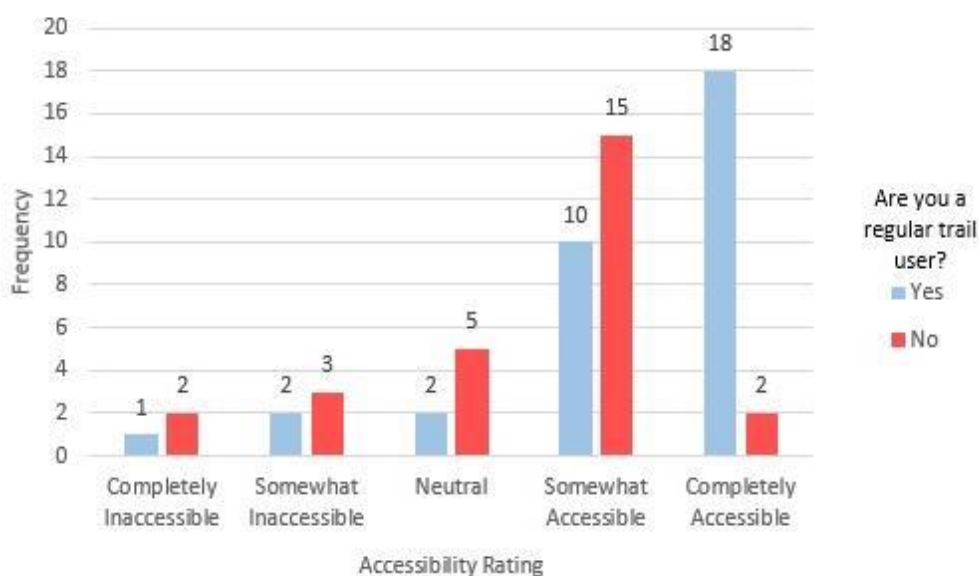 20
18
16
14
12
10
8
6
4
2
0
Frequency
1
2
2
3
2
5
10
15
18
2
Completely
Inaccessible
Somewhat
Inaccessible
Neutral
Somewhat
Accessible
Completely
Accessible
Accessibility Rating
Are you a
regular trail
user?
Yes
No